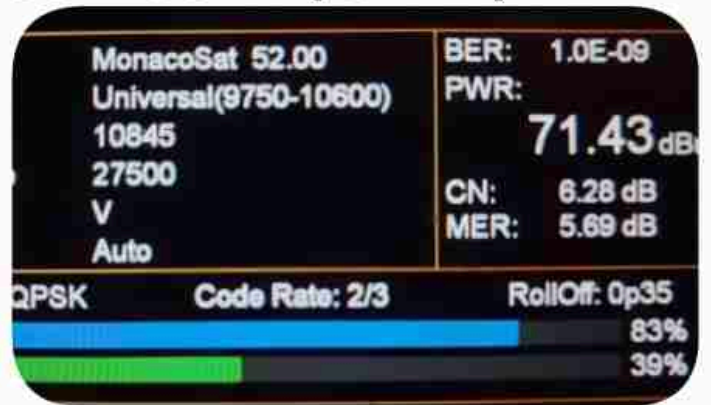 MonacoSat 52.00
Universal(9750-10600)
10845
27500
V
Auto
BER: 1.0E-09
PWR:
71.43
CN: 6.28 dB
MER: 5.69 dB
QPSK Code Rate: 2/3 RollOff: 0p35
83%
39%